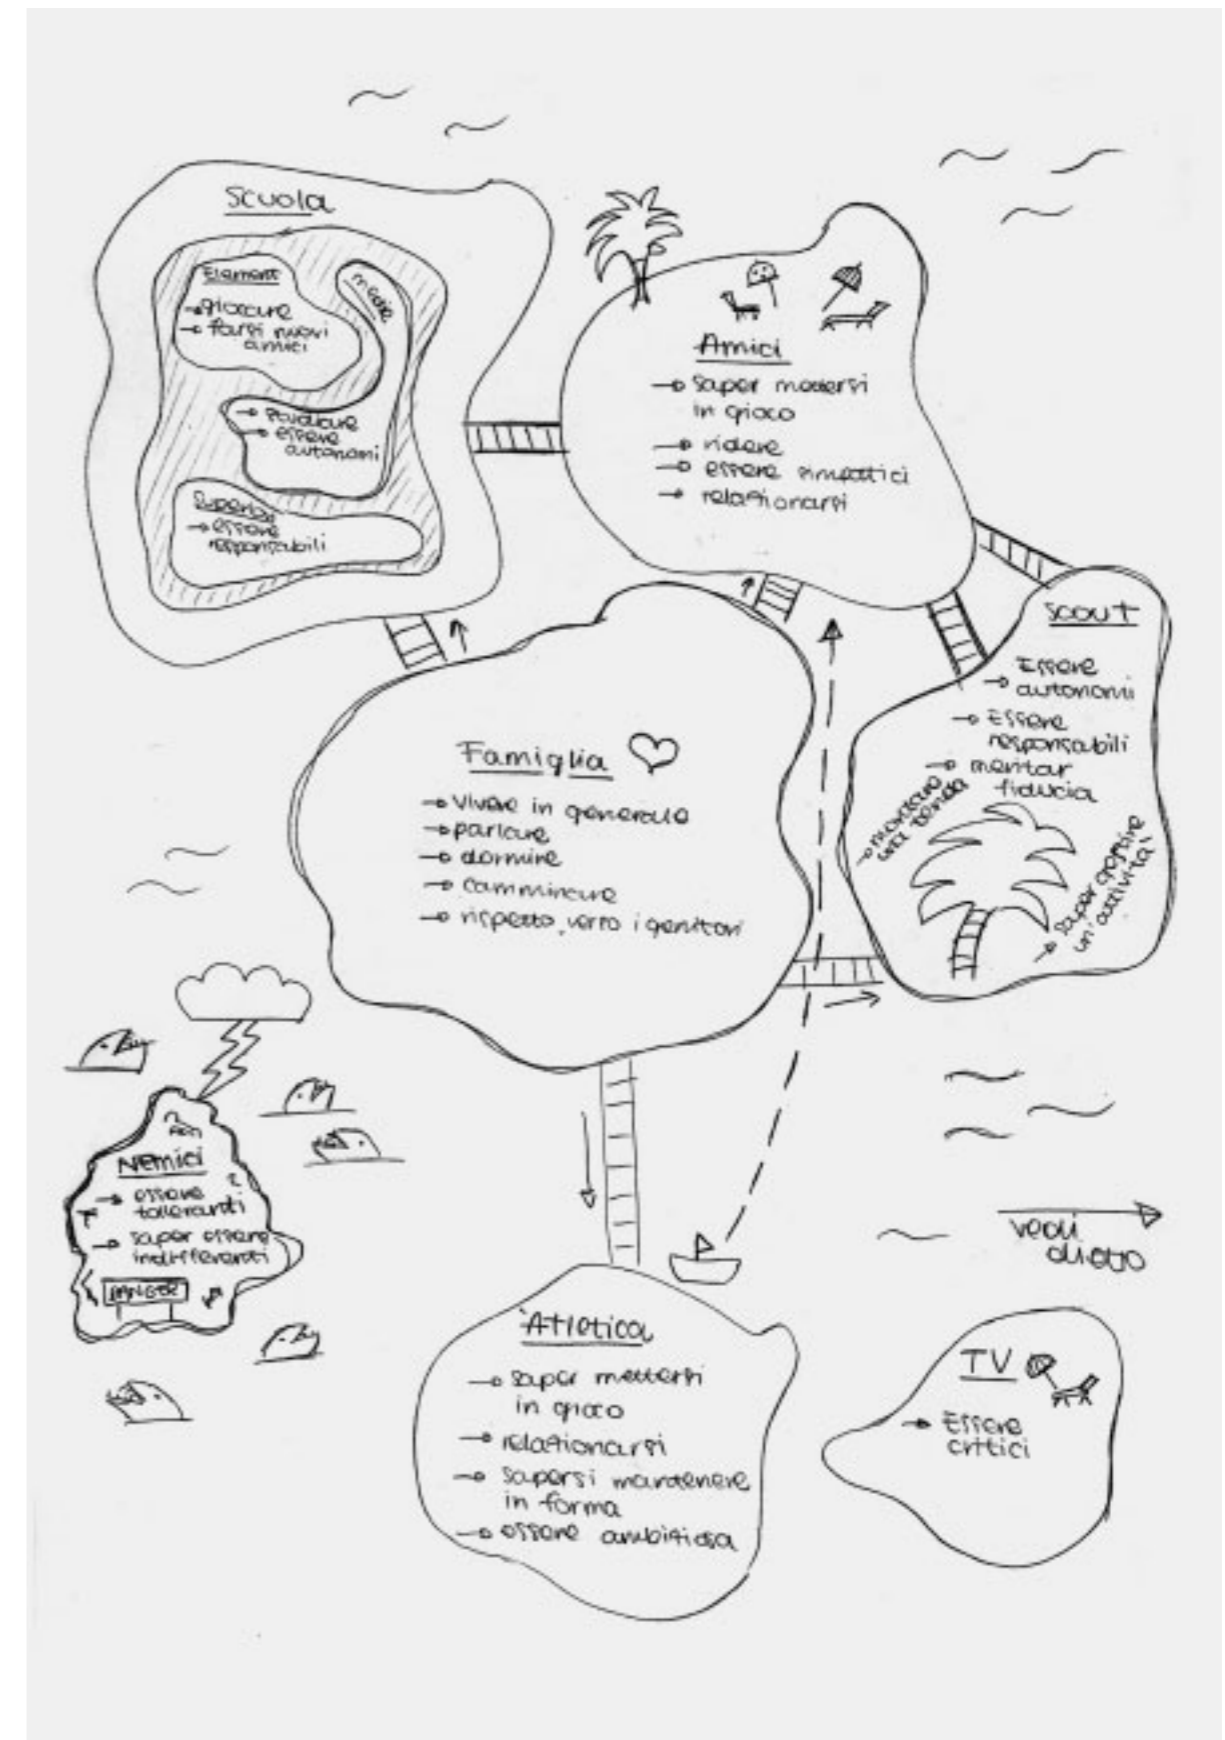 Scuola
Element
→ giocare
→ farsi nuovi
amici
medie
→ studiare
→ essere
autonomi
Superiori
→ essere
responsabili
Amici
→ saper mettersi
in gioco
→ ridere
→ essere simpatici
→ relazionarsi
Scout
→ Essere
autonomi
→ Essere
responsabili
→ meritar
fiducia
→ montare
una tenda
→ saper gestire
un'attività
Famiglia
→ vivere in generale
→ parlare
→ dormire
→ camminare
→ rispetto verso i genitori
Nemici
→ essere
tolleranti
→ saper essere
indifferenti
DANGER
vedi
dietro
Atletica
→ saper mettersi
in gioco
→ relazionarsi
→ sapersi mantenere
in forma
→ essere ambiziosa
TV
→ Essere
critici